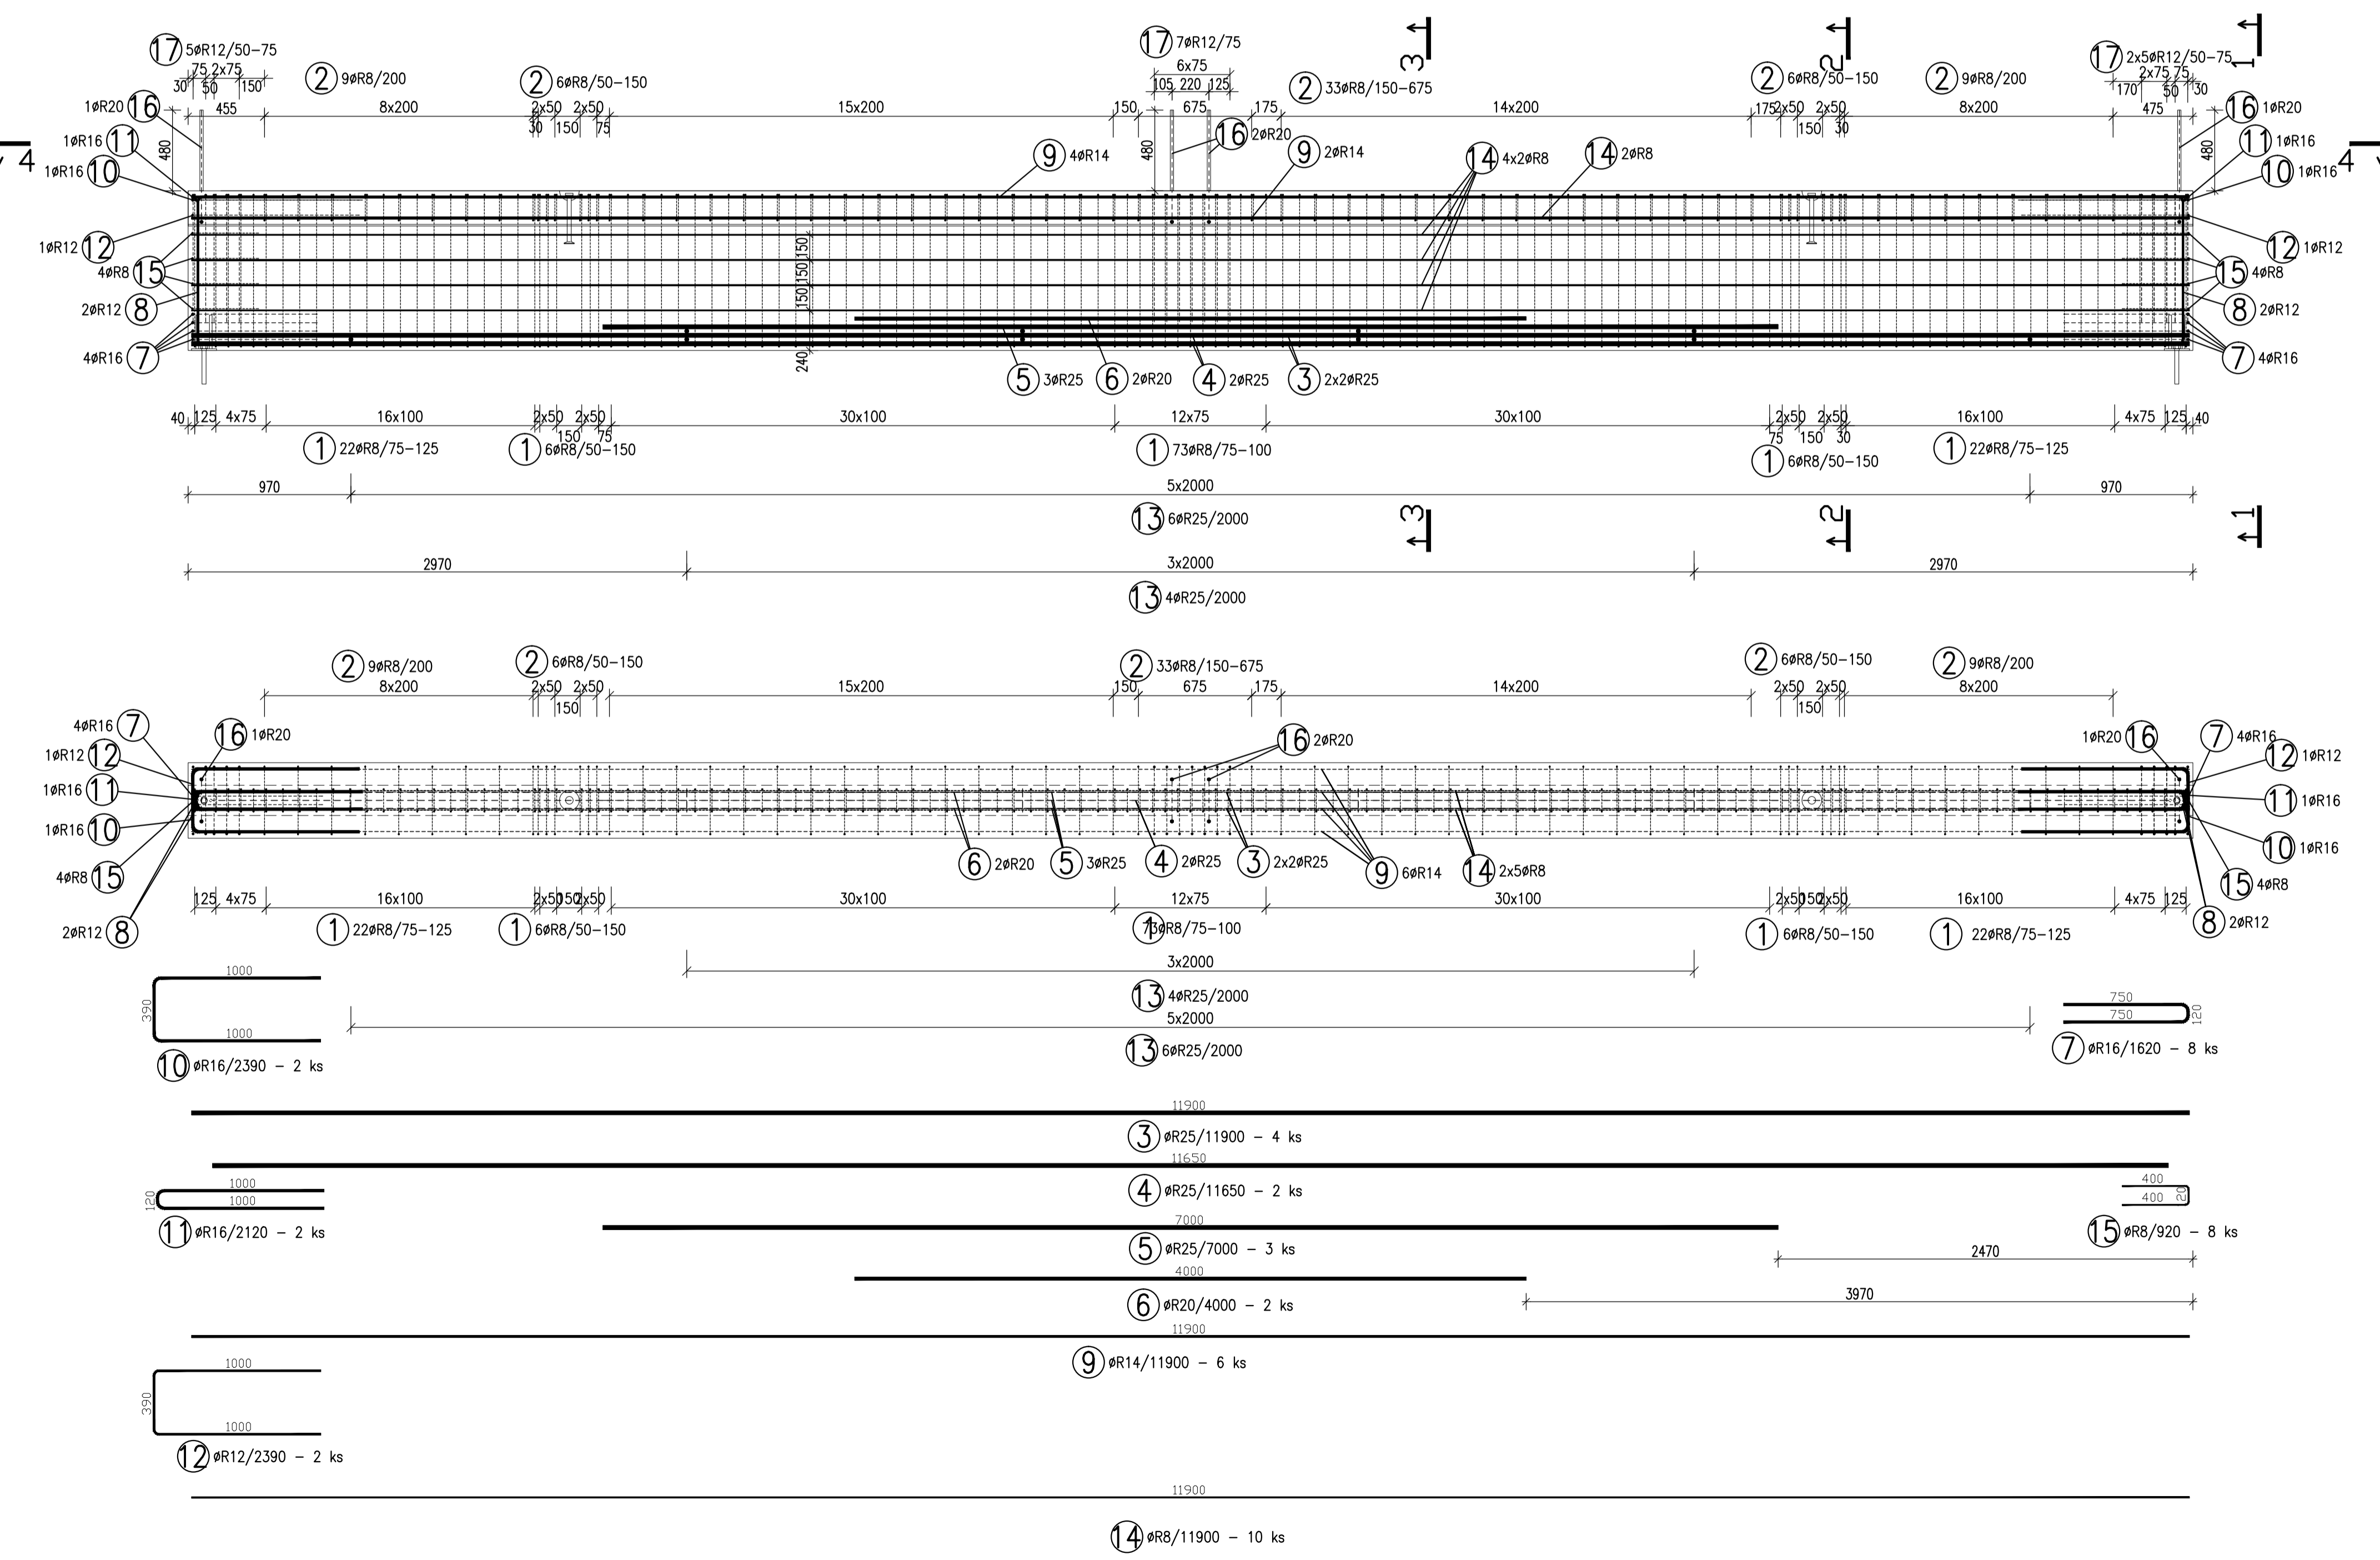 17 5øR12/50-75
75 2x75
30 50 150
2 9øR8/200
2 6øR8/50-150
17 7øR12/75
6x75
105 220 125
2 33øR8/150-675
3
2
2 6øR8/50-150
2 9øR8/200
17 2x5øR12/50-75
2x75 75
170 50 30
1
1øR20 16
455 8x200 2x50 2x50 15x200 150 675 175 14x200 175 2x50 2x50 8x200 475
30 150 75 150 30
16 1øR20
4
480
1øR16 11
1øR16 10
9 4øR14
480
16 2øR20
9 2øR14
14 4x2øR8
14 2øR8
480
11 1øR16
10 1øR16
4
1øR12 12
4øR8 15
2øR12 8
4øR16 7
150 150 150
240
12 1øR12
15 4øR8
8 2øR12
7 4øR16
5 3øR25
6 2øR20
4 2øR25
3 2x2øR25
40 125 4x75 16x100 2x50 2x50 30x100 12x75 30x100 2x50 2x50 16x100 4x75 125 40
150 75 75 150 30
1 22øR8/75-125
1 6øR8/50-150
1 73øR8/75-100
1 6øR8/50-150
1 22øR8/75-125
970 5x2000 970
13 6øR25/2000
3
2
1
2970 3x2000 2970
13 4øR25/2000
2 9øR8/200
2 6øR8/50-150
2 33øR8/150-675
2 6øR8/50-150
2 9øR8/200
8x200 2x50 2x50 15x200 150 675 175 14x200 2x50 2x50 8x200
150 150
4øR16 7
16 1øR20
1øR12 12
1øR16 11
1øR16 10
4øR8 15
2øR12 8
16 2øR20
1øR20 16
7 4øR16
12 1øR12
11 1øR16
10 1øR16
15 4øR8
8 2øR12
6 2øR20
5 3øR25
4 2øR25
3 2x2øR25
9 6øR14
14 2x5øR8
125 4x75 16x100 2x50 150 2x50 30x100 12x75 30x100 2x50 150 2x50 16x100 4x75 125
1 22øR8/75-125
1 6øR8/50-150
1 73øR8/75-100
1 6øR8/50-150
1 22øR8/75-125
3x2000
13 4øR25/2000
5x2000
13 6øR25/2000
1000
390
1000
10 øR16/2390 - 2 ks
750
750
120
7 øR16/1620 - 8 ks
11900
3 øR25/11900 - 4 ks
11650
4 øR25/11650 - 2 ks
1000
120
1000
11 øR16/2120 - 2 ks
400
400
20
15 øR8/920 - 8 ks
7000
5 øR25/7000 - 3 ks
2470
4000
6 øR20/4000 - 2 ks
3970
11900
9 øR14/11900 - 6 ks
1000
390
1000
12 øR12/2390 - 2 ks
11900
14 øR8/11900 - 10 ks